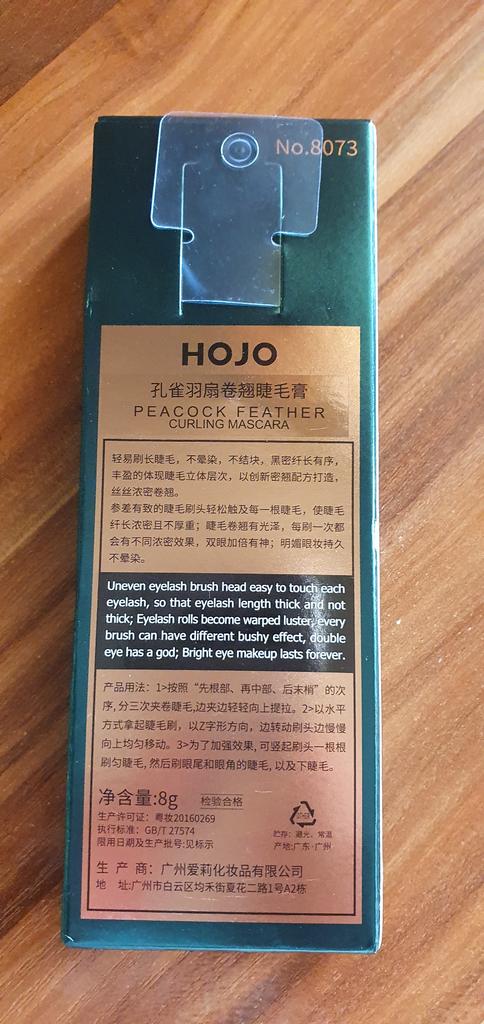 No.8073
HOJO
孔雀羽扇卷翘睫毛膏
PEACOCK FEATHER
CURLING MASCARA
轻易刷长睫毛，不晕染，不结块，黑密纤长有序，
丰盈的体现睫毛立体层次，以创新密翘配方打造，
丝丝浓密卷翘。
参差有致的睫毛刷头轻松触及每一根睫毛，使睫毛
纤长浓密且不厚重；睫毛卷翘有光泽，每刷一次都
会有不同浓密效果，双眼加倍有神；明媚眼妆持久
不晕染。
Uneven eyelash brush head easy to touch each
eyelash, so that eyelash length thick and not
thick; Eyelash rolls become warped luster, every
brush can have different bushy effect, double
eye has a god; Bright eye makeup lasts forever.
产品用法：1>按照“先根部、再中部、后末梢”的次
序,分三次夹卷睫毛,边夹边轻轻向上提拉。2>以水平
方式拿起睫毛刷，以Z字形方向，边转动刷头边慢慢
向上均匀移动。3>为了加强效果,可竖起刷头一根根
刷匀睫毛,然后刷眼尾和眼角的睫毛,以及下睫毛。
净含量:8g 检验合格
生产许可证：粤妆20160269
执行标准：GB/T 27574
限用日期及生产批号:见标示
贮存：避光、常温
产地:广东·广州
生 产 商：广州爱莉化妆品有限公司
地 址:广州市白云区均禾街夏花二路1号A2栋